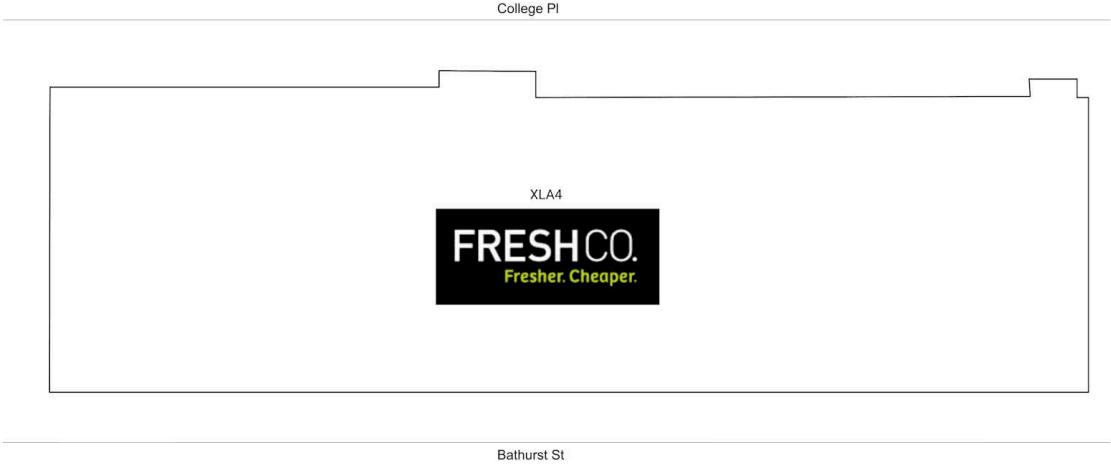 College Pl
XLA4
FRESHCO.
Fresher. Cheaper.
Bathurst St